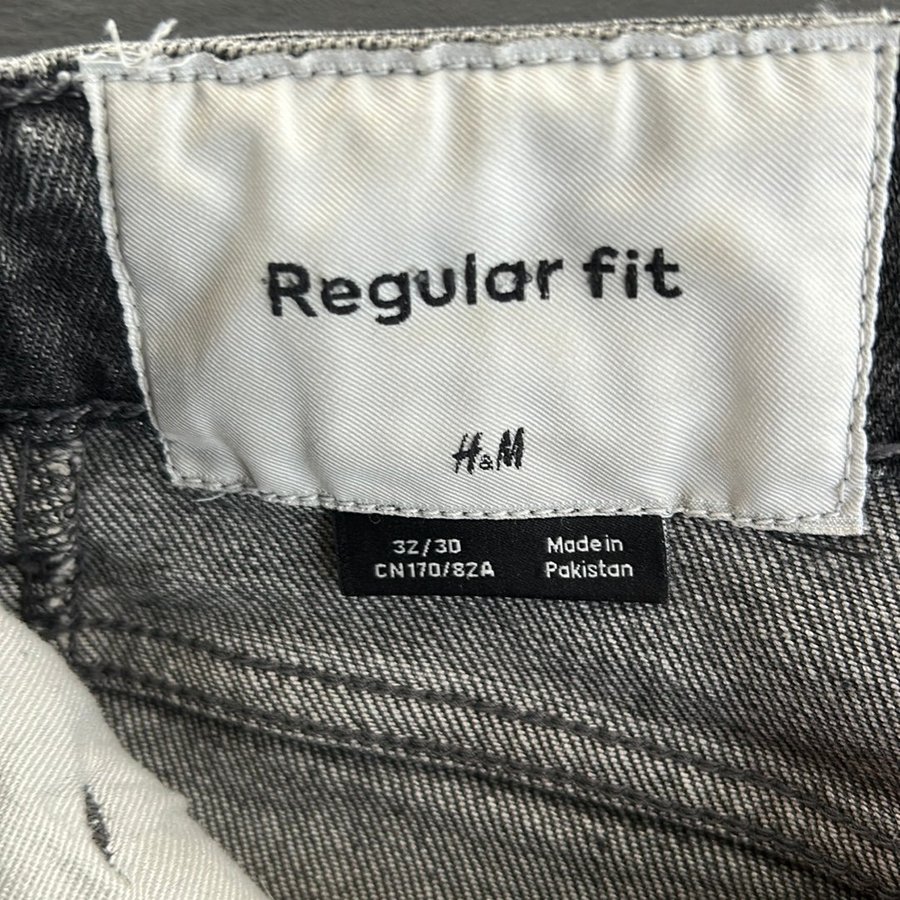 Regular fit
H&M
32/30
CN170/82A
Made in
Pakistan